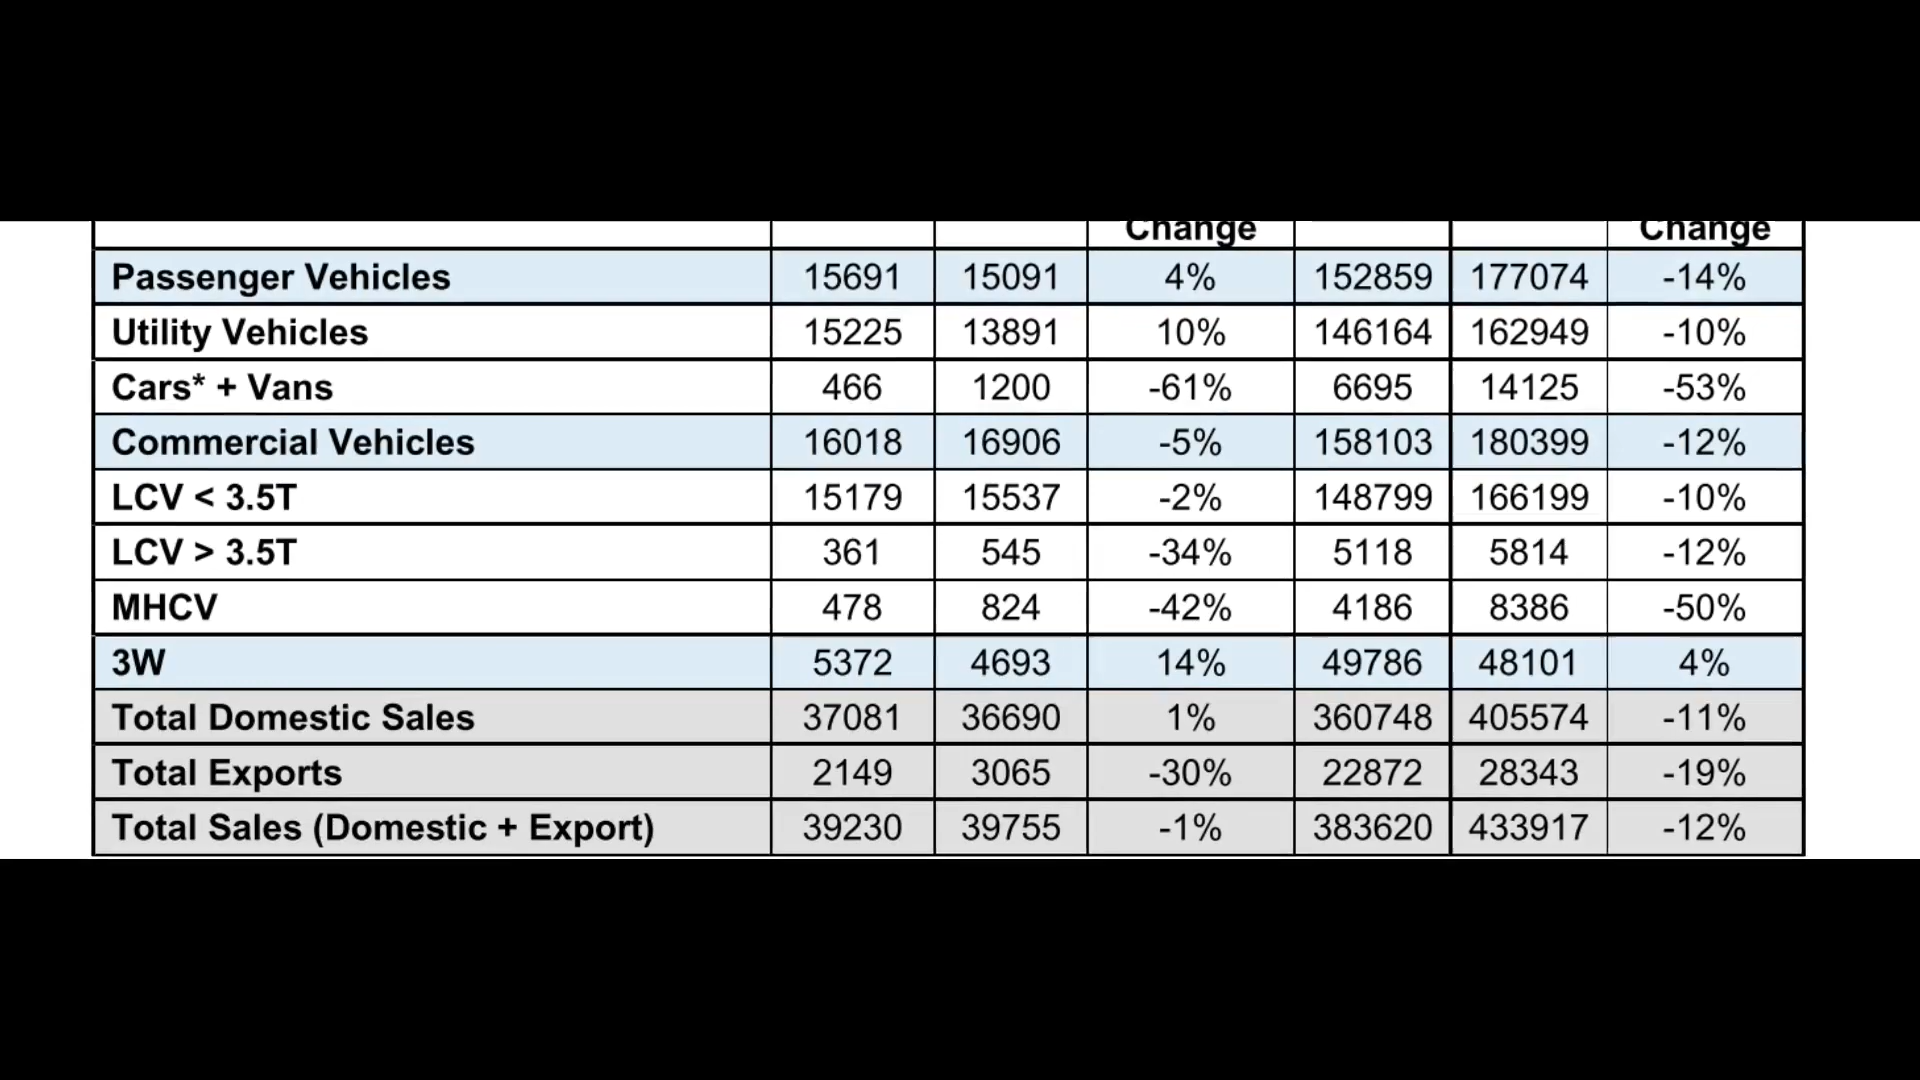 Change Change
Passenger Vehicles 15691 15091 4% 152859 177074 -14%
Utility Vehicles 15225 13891 10% 146164 162949 -10%
Cars* + Vans 466 1200 -61% 6695 14125 -53%
Commercial Vehicles 16018 16906 -5% 158103 180399 -12%
LCV < 3.5T 15179 15537 -2% 148799 166199 -10%
LCV > 3.5T 361 545 -34% 5118 5814 -12%
MHCV 478 824 -42% 4186 8386 -50%
3W 5372 4693 14% 49786 48101 4%
Total Domestic Sales 37081 36690 1% 360748 405574 -11%
Total Exports 2149 3065 -30% 22872 28343 -19%
Total Sales (Domestic + Export) 39230 39755 -1% 383620 433917 -12%